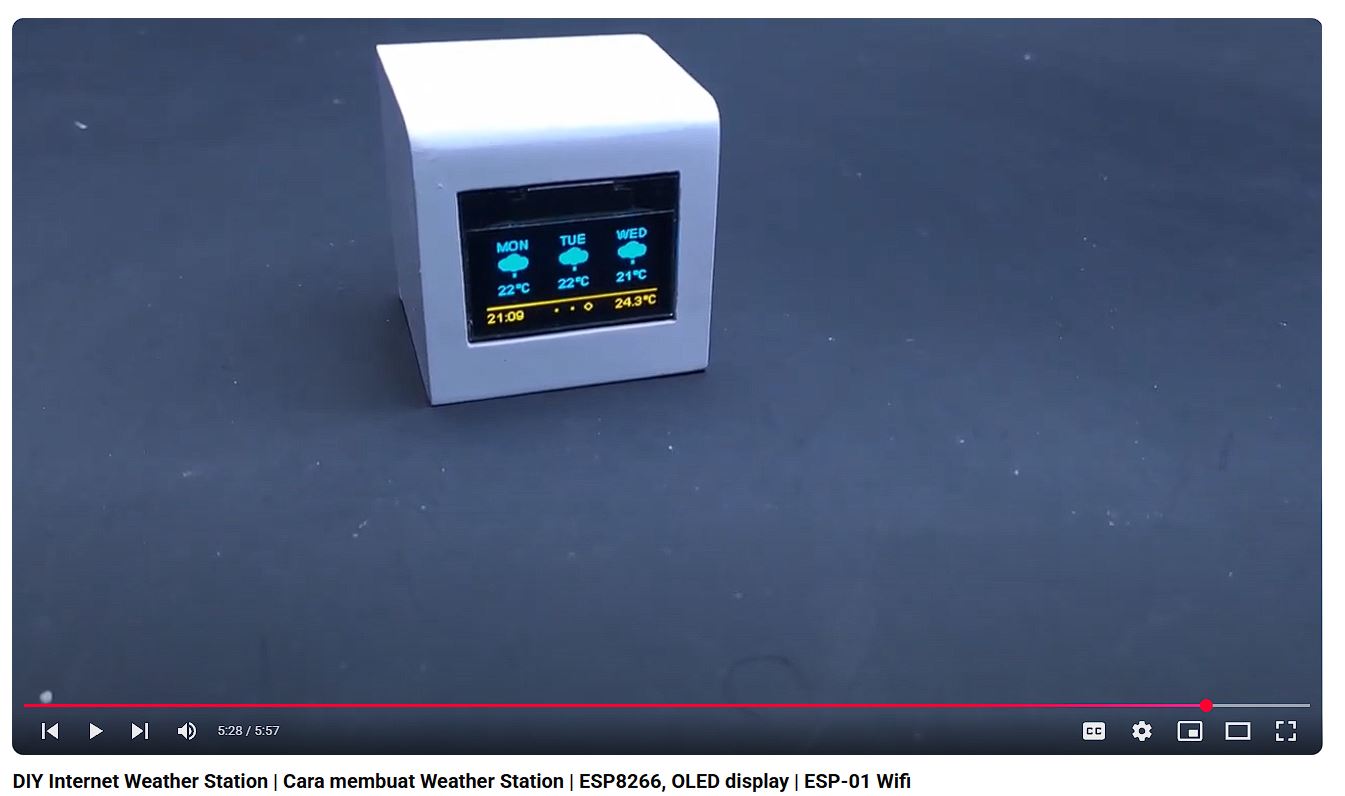 MON TUE WED
22°C 22°C 21°C
21:09 24.3°C
5:28 / 5:57
CC
DIY Internet Weather Station | Cara membuat Weather Station | ESP8266, OLED display | ESP-01 Wifi